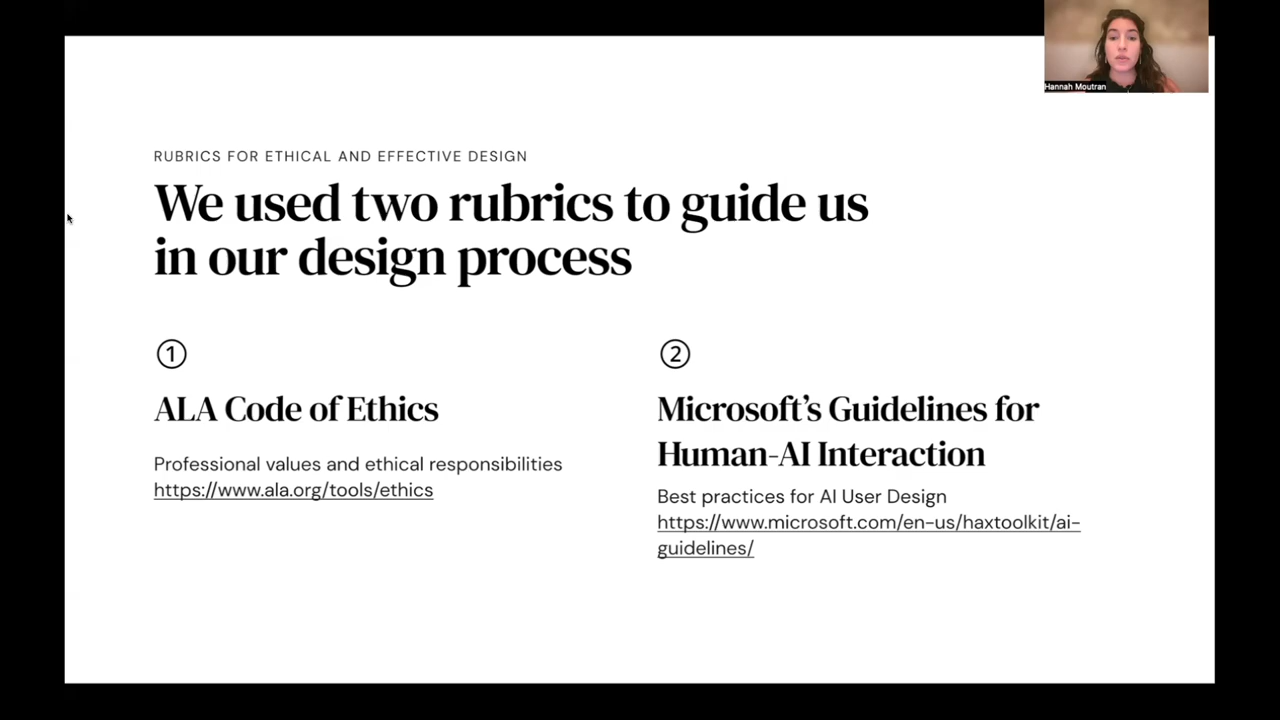 Hannah Moutran
RUBRICS FOR ETHICAL AND EFFECTIVE DESIGN
We used two rubrics to guide us
in our design process
①
ALA Code of Ethics
Professional values and ethical responsibilities
https://www.ala.org/tools/ethics
②
Microsoft's Guidelines for
Human-AI Interaction
Best practices for AI User Design
https://www.microsoft.com/en-us/haxtoolkit/ai-
guidelines/